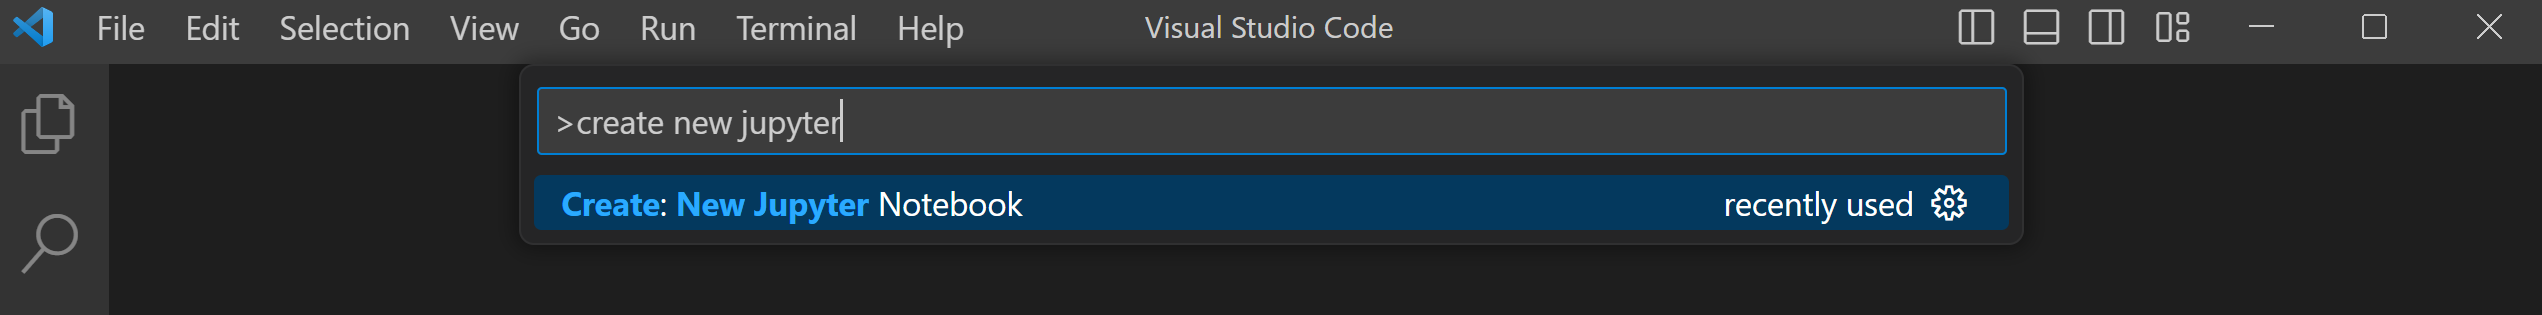 File Edit Selection View Go Run Terminal Help Visual Studio Code
>create new jupyter
Create: New Jupyter Notebook recently used